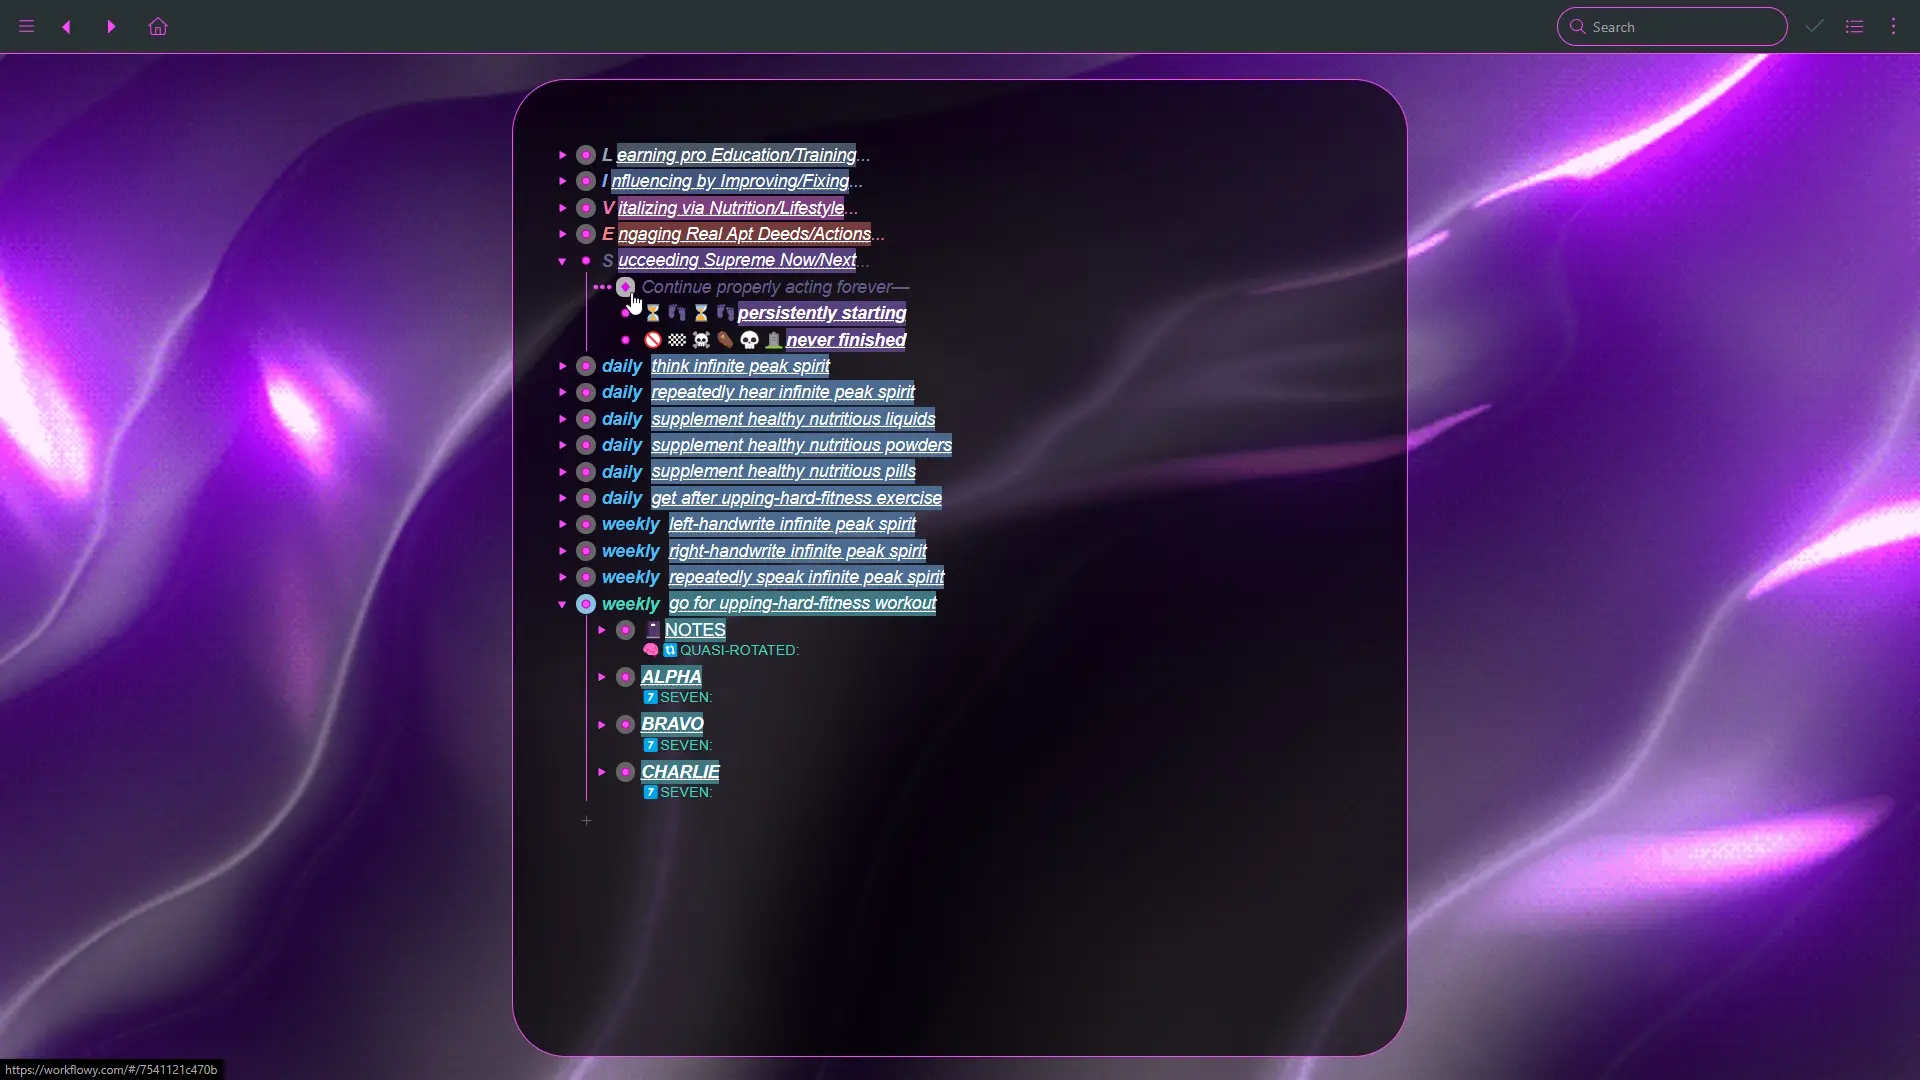 Search
L earning pro Education/Training...
I nfluencing by Improving/Fixing...
V italizing via Nutrition/Lifestyle...
E ngaging Real Apt Deeds/Actions...
S ucceeding Supreme Now/Next...
Continue properly acting forever—
⏳👣⏳👣persistently starting
🚫🏁☠️⚰️💀🪦never finished
daily think infinite peak spirit
daily repeatedly hear infinite peak spirit
daily supplement healthy nutritious liquids
daily supplement healthy nutritious powders
daily supplement healthy nutritious pills
daily get after upping-hard-fitness exercise
weekly left-handwrite infinite peak spirit
weekly right-handwrite infinite peak spirit
weekly repeatedly speak infinite peak spirit
weekly go for upping-hard-fitness workout
NOTES
🧠🔃QUASI-ROTATED:
ALPHA
7️⃣SEVEN:
BRAVO
7️⃣SEVEN:
CHARLIE
7️⃣SEVEN:
https://workflowy.com/#/7541121c470b